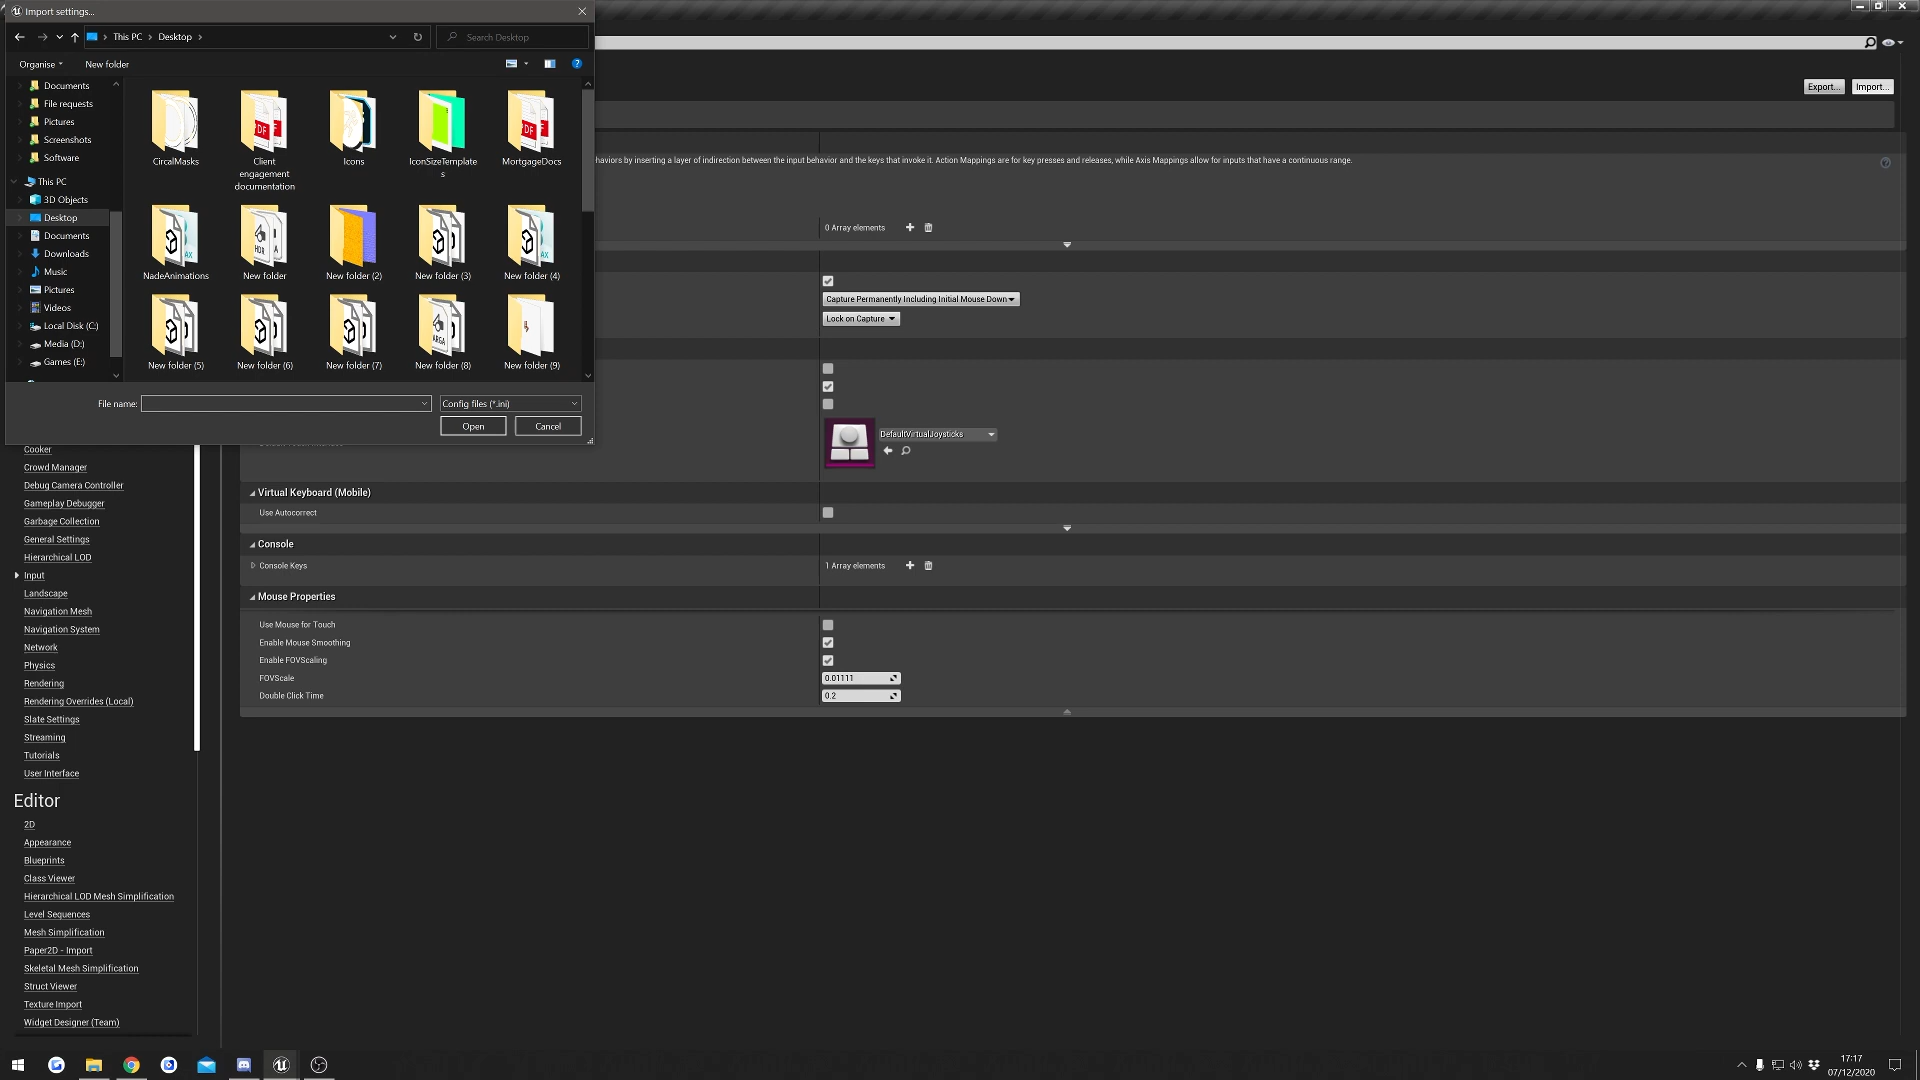 Import settings...
This PC
Desktop
Search Desktop
Organise
New folder
Documents
File requests
Pictures
Screenshots
Software
This PC
3D Objects
Desktop
Documents
Downloads
Music
Pictures
Videos
Local Disk (C:)
Media (D:)
Games (E:)
CircalMasks
Client
engagement
documentation
Icons
IconSizeTemplate
s
MortgageDocs
NadeAnimations
New folder
New folder (2)
New folder (3)
New folder (4)
New folder (5)
New folder (6)
New folder (7)
New folder (8)
New folder (9)
File name:
Config files (*.ini)
Open
Cancel
Export...
Import...
haviors by inserting a layer of indirection between the input behavior and the keys that invoke it. Action Mappings are for key presses and releases, while Axis Mappings allow for inputs that have a continuous range.
0 Array elements
Capture Permanently Including Initial Mouse Down
Lock on Capture
DefaultVirtualJoysticks
Virtual Keyboard (Mobile)
Use Autocorrect
Console
Console Keys
1 Array elements
Mouse Properties
Use Mouse for Touch
Enable Mouse Smoothing
Enable FOVScaling
FOVScale
0.01111
Double Click Time
0.2
Cooker
Crowd Manager
Debug Camera Controller
Gameplay Debugger
Garbage Collection
General Settings
Hierarchical LOD
Input
Landscape
Navigation Mesh
Navigation System
Network
Physics
Rendering
Rendering Overrides (Local)
Slate Settings
Streaming
Tutorials
User Interface
Editor
2D
Appearance
Blueprints
Class Viewer
Hierarchical LOD Mesh Simplification
Level Sequences
Mesh Simplification
Paper2D - Import
Skeletal Mesh Simplification
Struct Viewer
Texture Import
Widget Designer (Team)
17:17
07/12/2020